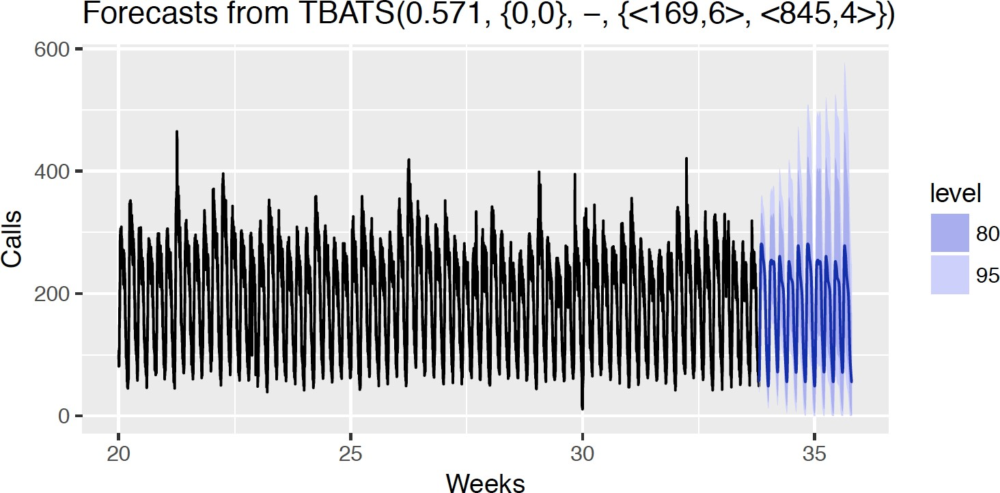 Forecasts from TBATS(0.571, {0,0}, −, {<169,6>, <845,4>})
600
400
200
0
Calls
20
25
30
35
Weeks
level
80
95